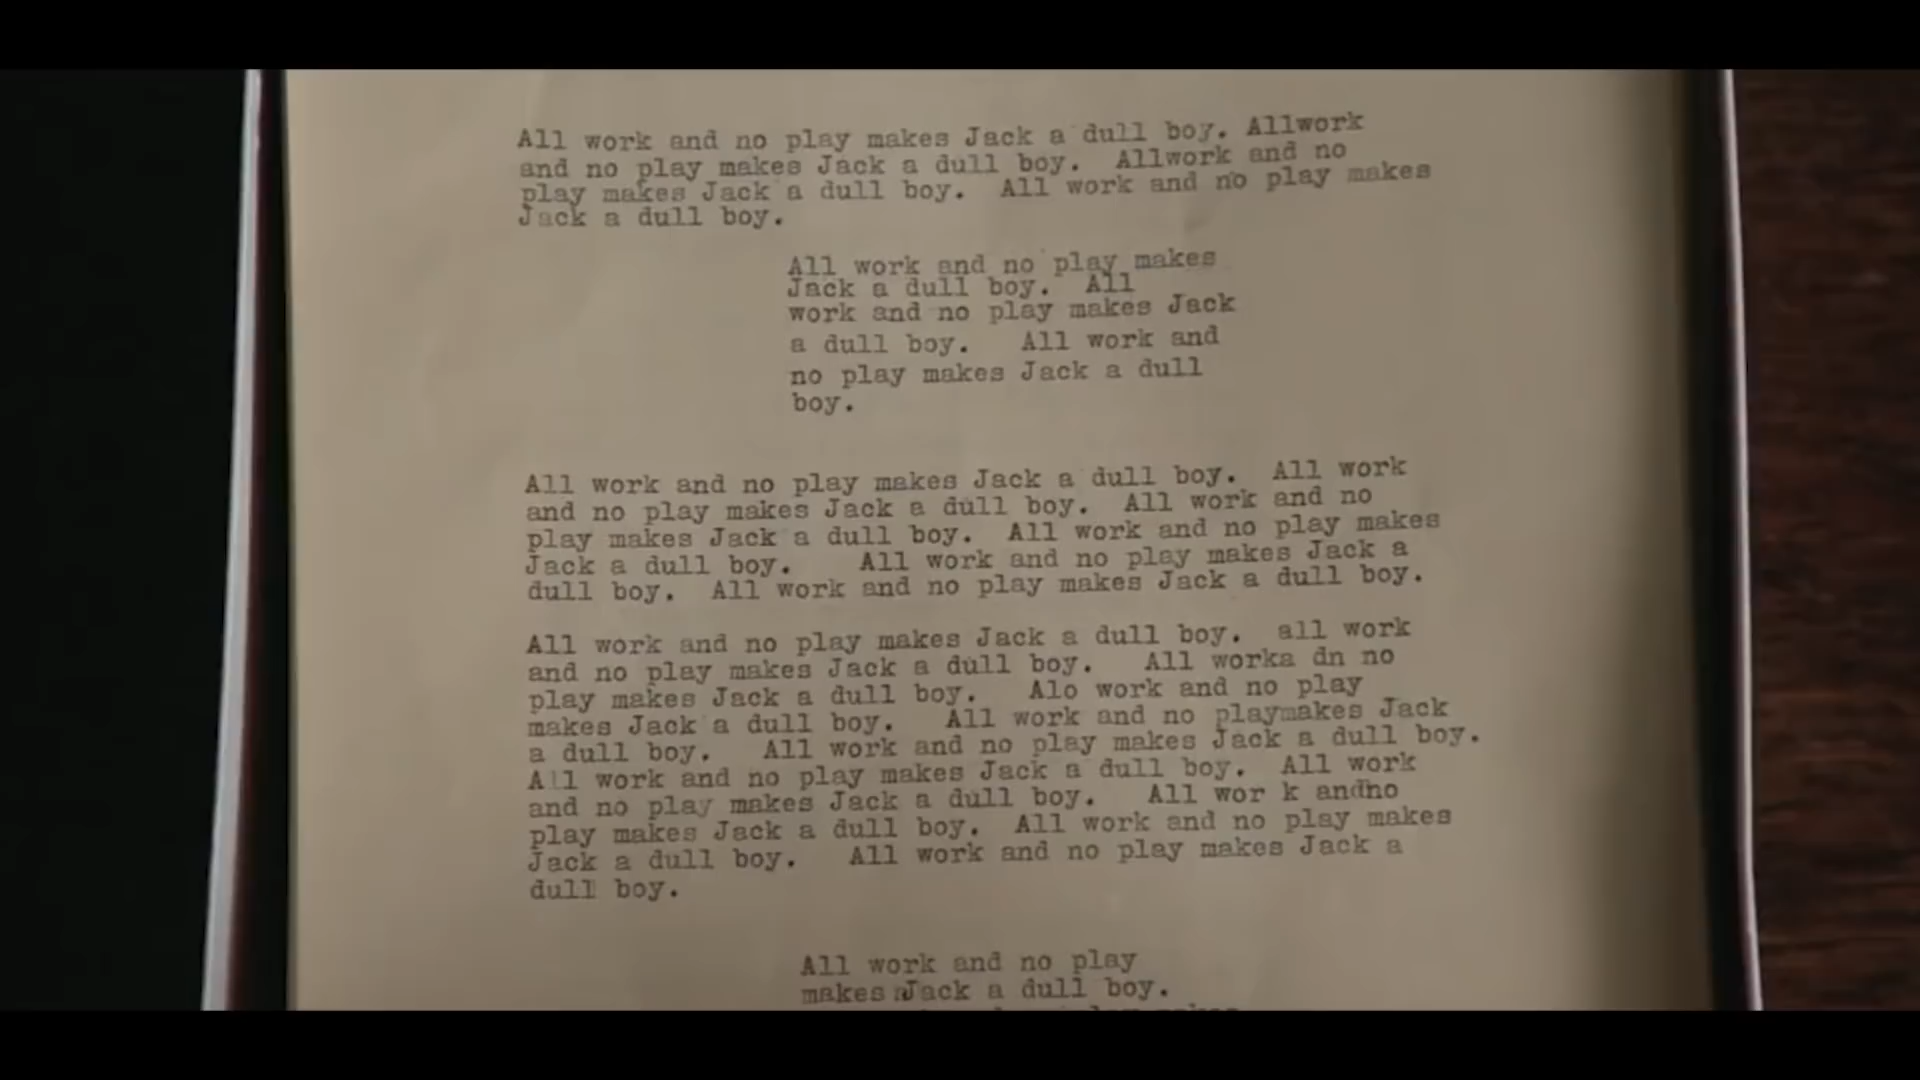 All work and no play makes Jack a dull boy. Allwork
and no play makes Jack a dull boy. Allwork and no
play makes Jack a dull boy. All work and no play makes
Jack a dull boy.
All work and no play makes
Jack a dull boy. All
work and no play makes Jack
a dull boy. All work and
no play makes Jack a dull
boy.
All work and no play makes Jack a dull boy. All work
and no play makes Jack a dull boy. All work and no
play makes Jack a dull boy. All work and no play makes
Jack a dull boy. All work and no play makes Jack a
dull boy. All work and no play makes Jack a dull boy.
All work and no play makes Jack a dull boy. all work
and no play makes Jack a dull boy. All worka dn no
play makes Jack a dull boy. Alo work and no play
makes Jack a dull boy. All work and no playmakes Jack
a dull boy. All work and no play makes Jack a dull boy.
All work and no play makes Jack a dull boy. All work
and no play makes Jack a dull boy. All wor k andno
play makes Jack a dull boy. All work and no play makes
Jack a dull boy. All work and no play makes Jack a
dull boy.
All work and no play
makes Jack a dull boy.